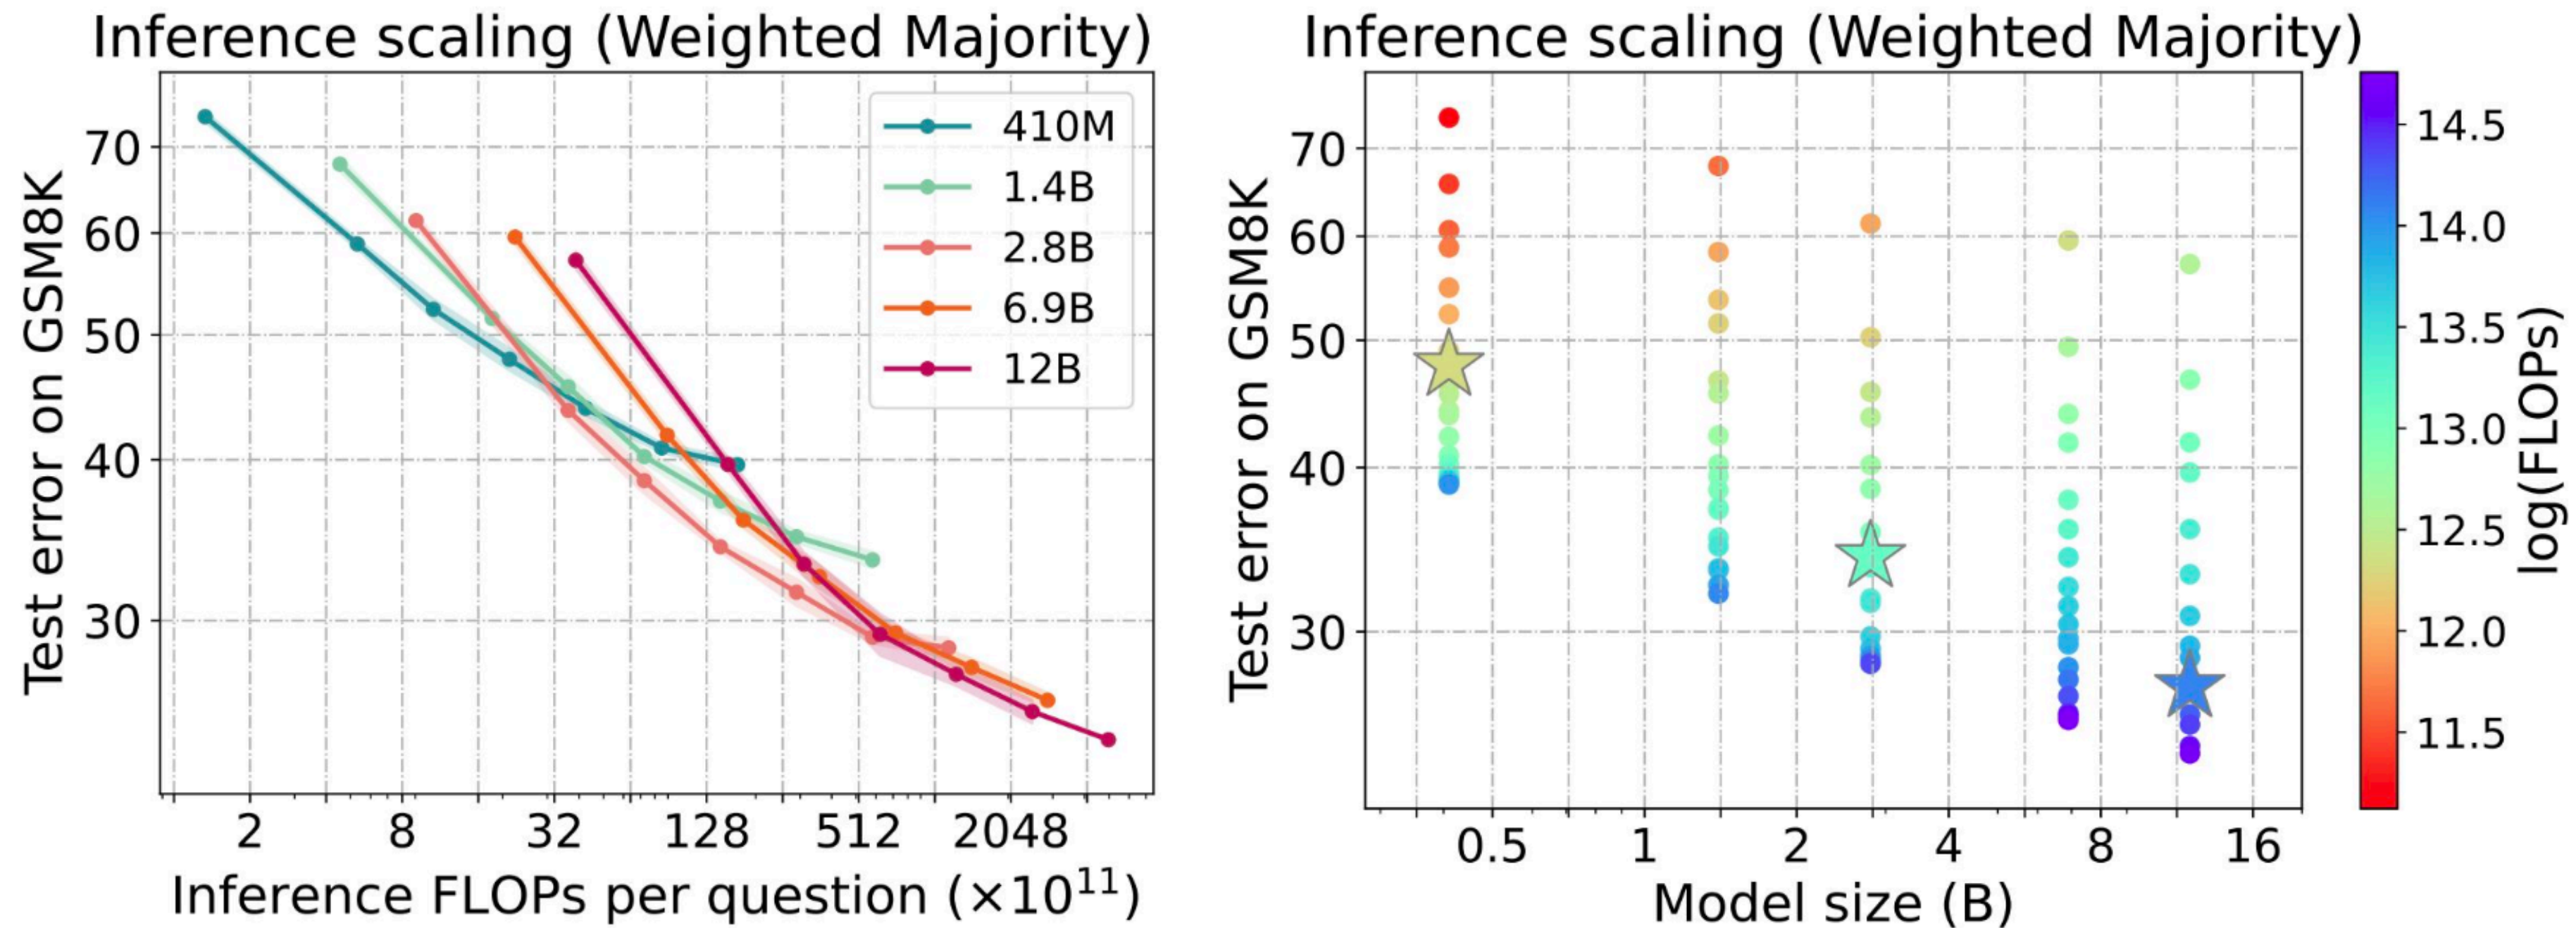 Inference scaling (Weighted Majority)
Test error on GSM8K
70
60
50
40
30
410M
1.4B
2.8B
6.9B
12B
2 8 32 128 512 2048
Inference FLOPs per question (×10¹¹)
Inference scaling (Weighted Majority)
Test error on GSM8K
70
60
50
40
30
0.5 1 2 4 8 16
Model size (B)
14.5
14.0
13.5
13.0
12.5
12.0
11.5
log(FLOPs)